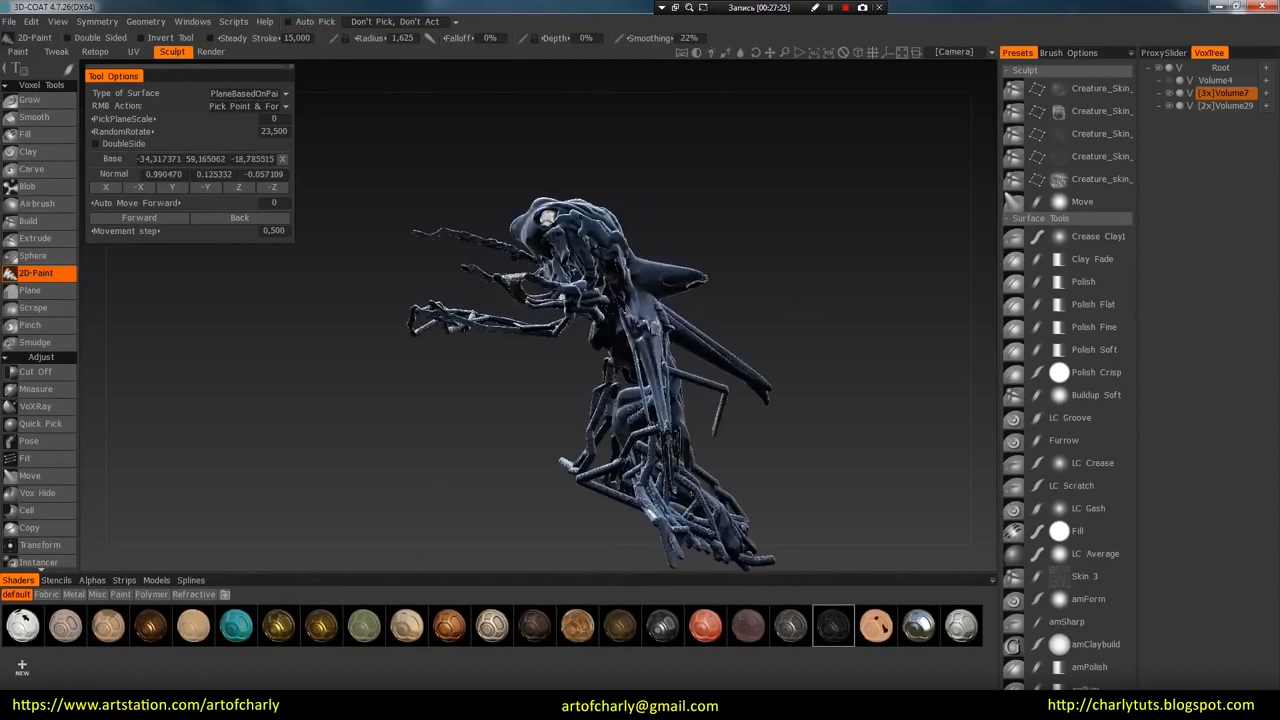 3D-COAT 4.7.26(DX64)
Запись [00:27:25]
File Edit View Symmetry Geometry Windows Scripts Help Auto Pick Don't Pick, Don't Act
2D-Paint Double Sided Invert Tool Steady Stroke 15,000 Radius 1,625 Falloff 0% Depth 0% Smoothing 22%
Paint Tweak Retopo UV Sculpt Render [Camera] Presets Brush Options ProxySlider VoxTree
Voxel Tools
Grow
Smooth
Fill
Clay
Carve
Blob
Airbrush
Build
Extrude
Sphere
2D-Paint
Plane
Scrape
Pinch
Smudge
Adjust
Cut Off
Measure
VoXRay
Quick Pick
Pose
Fit
Move
Vox Hide
Cell
Copy
Transform
Instancer
Tool Options
Type of Surface PlaneBasedOnPai
RMB Action: Pick Point & For
PickPlaneScale: 0
RandomRotate: 23,500
DoubleSide
Base -34,317371 59,165062 -18,785515 X
Normal 0.990470 0.125332 -0.057109
X -X Y -Y Z -Z
Auto Move Forward 0
Forward Back
Movement step 0,500
Sculpt
Creature_Skin_
Creature_Skin_
Creature_Skin_
Creature_Skin_
Creature_skin_
Move
Surface Tools
Crease Clay1
Clay Fade
Polish
Polish Flat
Polish Fine
Polish Soft
Polish Crisp
Buildup Soft
LC Groove
Furrow
LC Crease
LC Scratch
LC Gash
Fill
LC Average
Skin 3
amForm
amSharp
amClaybuild
amPolish
V Root +
V Volume4 +
V [3x]Volume7 +
V [2x]Volume29 +
Shaders Stencils Alphas Strips Models Splines
default Fabric Metal Misc Paint Polymer Refractive
NEW
https://www.artstation.com/artofcharly artofcharly@gmail.com http://charlytuts.blogspot.com